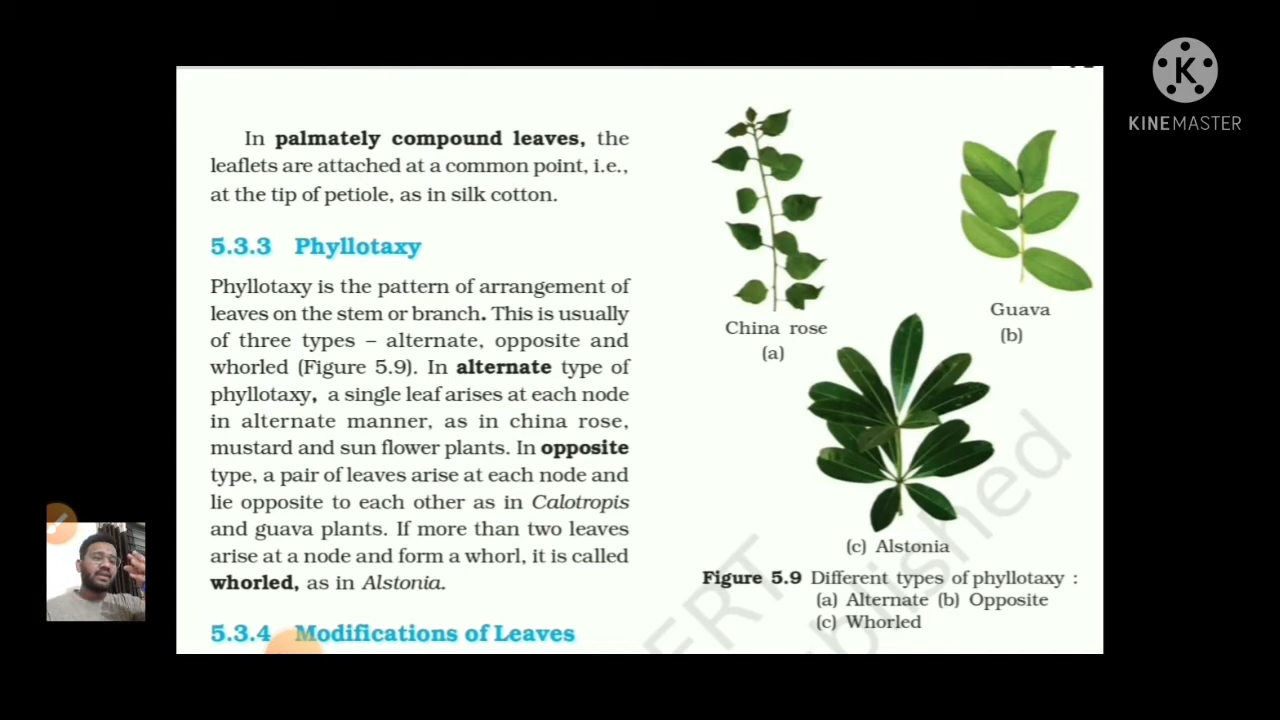 In palmately compound leaves, the
leaflets are attached at a common point, i.e.,
at the tip of petiole, as in silk cotton.
5.3.3 Phyllotaxy
Phyllotaxy is the pattern of arrangement of
leaves on the stem or branch. This is usually
of three types – alternate, opposite and
whorled (Figure 5.9). In alternate type of
phyllotaxy, a single leaf arises at each node
in alternate manner, as in china rose,
mustard and sun flower plants. In opposite
type, a pair of leaves arise at each node and
lie opposite to each other as in Calotropis
and guava plants. If more than two leaves
arise at a node and form a whorl, it is called
whorled, as in Alstonia.
5.3.4 Modifications of Leaves
China rose
(a)
Guava
(b)
(c) Alstonia
Figure 5.9 Different types of phyllotaxy :
(a) Alternate (b) Opposite
(c) Whorled
K
KINEMASTER